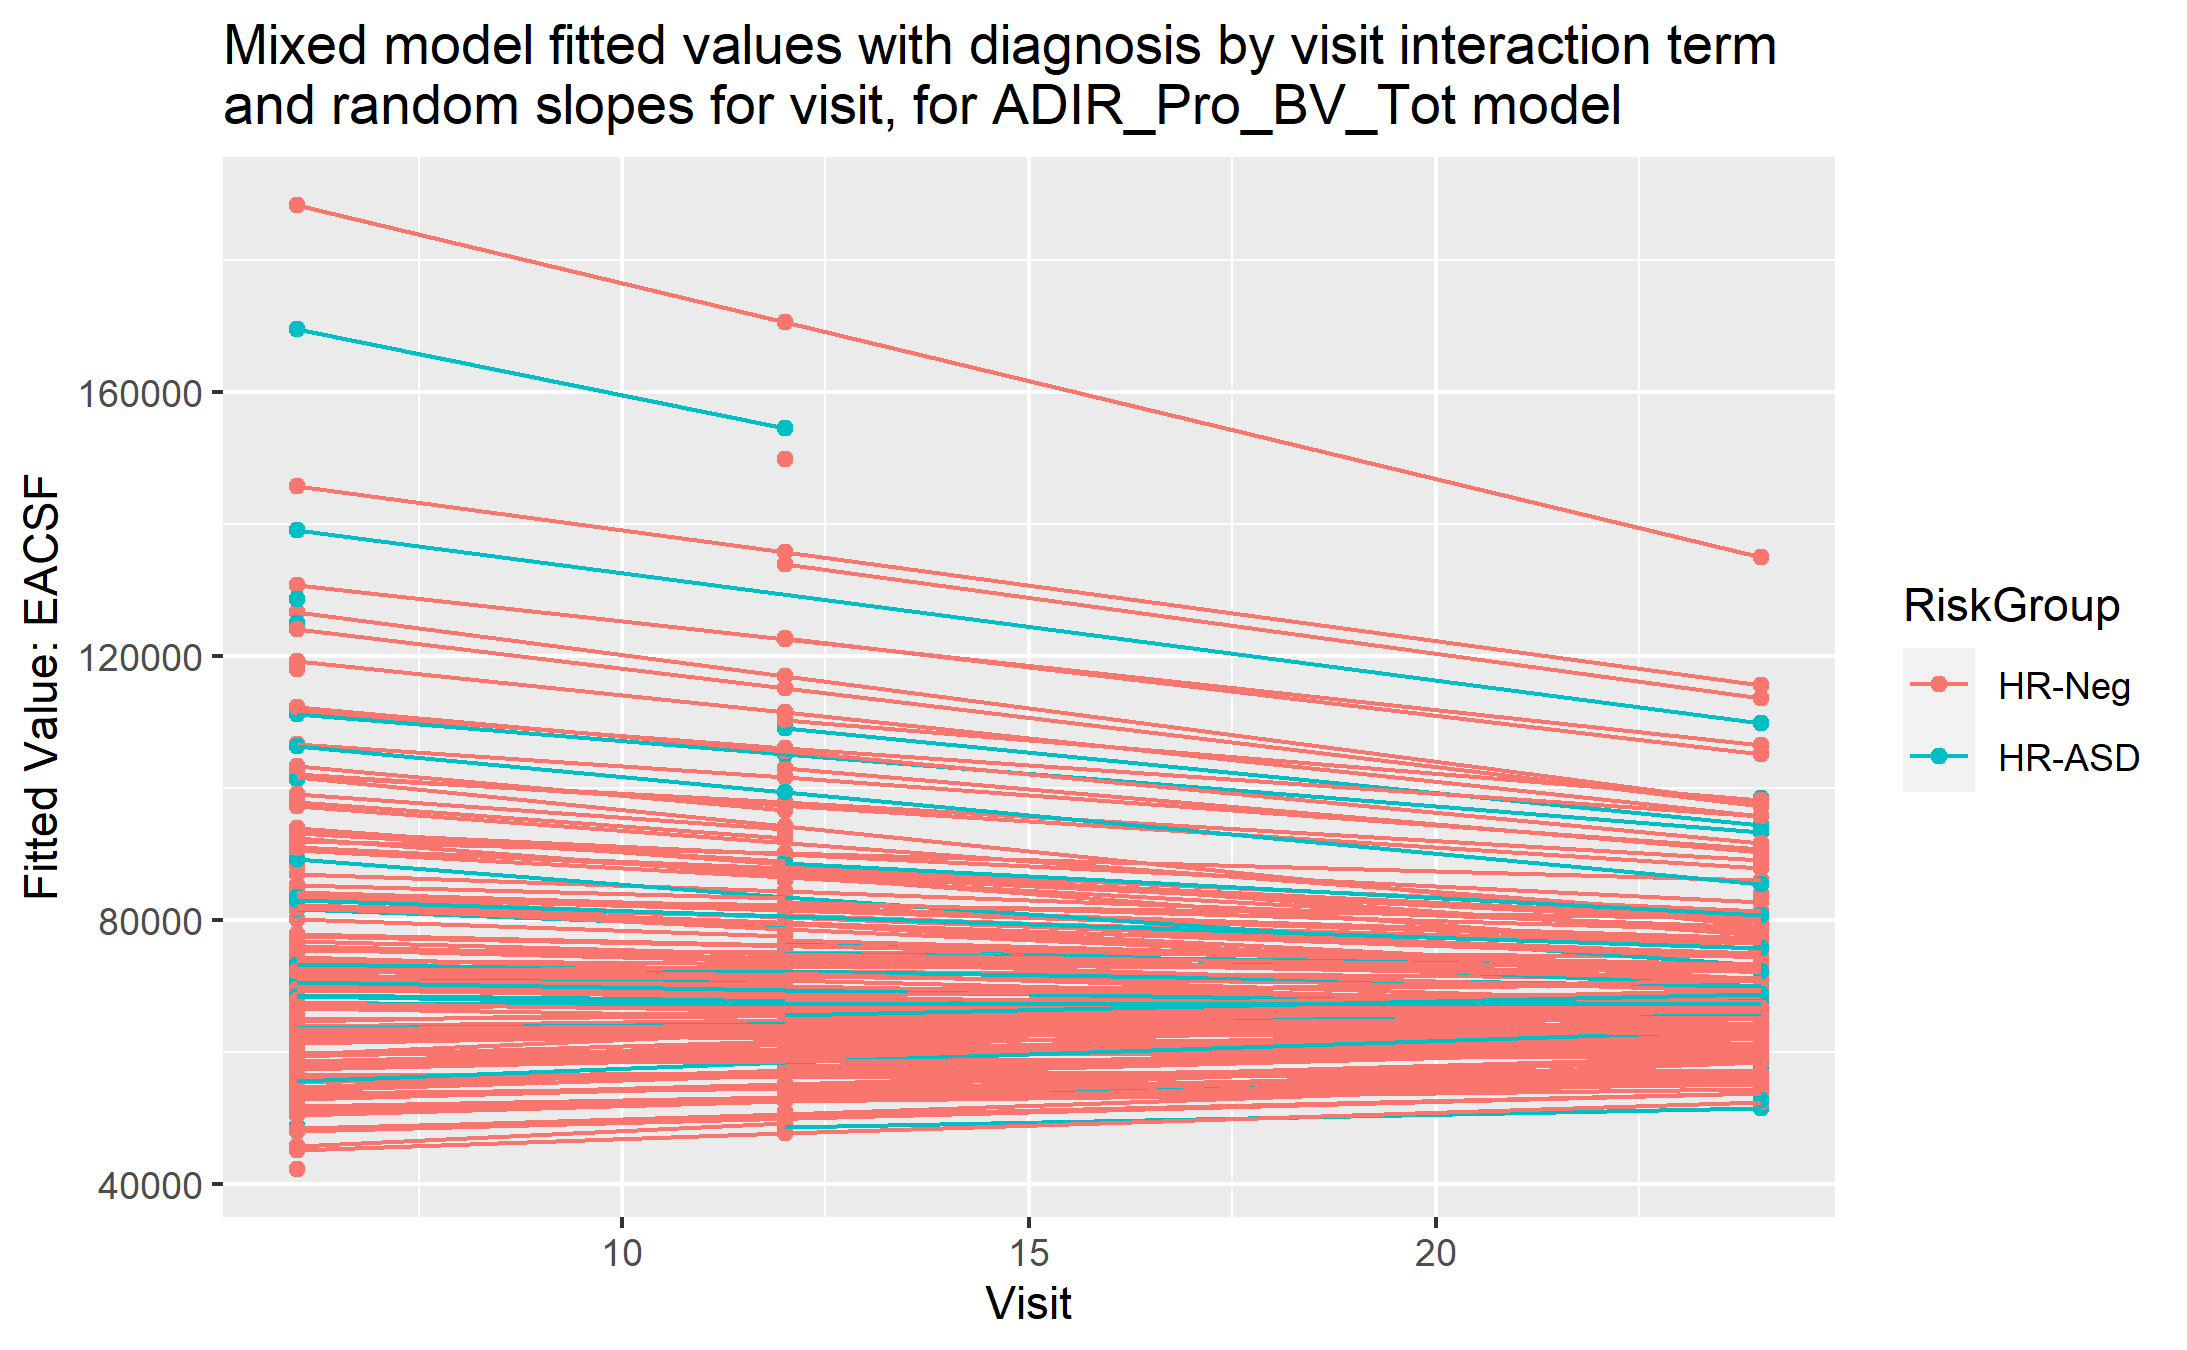 Mixed model fitted values with diagnosis by visit interaction term
and random slopes for visit, for ADIR_Pro_BV_Tot model
Fitted Value: EACSF
160000
120000
80000
40000
10
15
20
Visit
RiskGroup
HR-Neg
HR-ASD